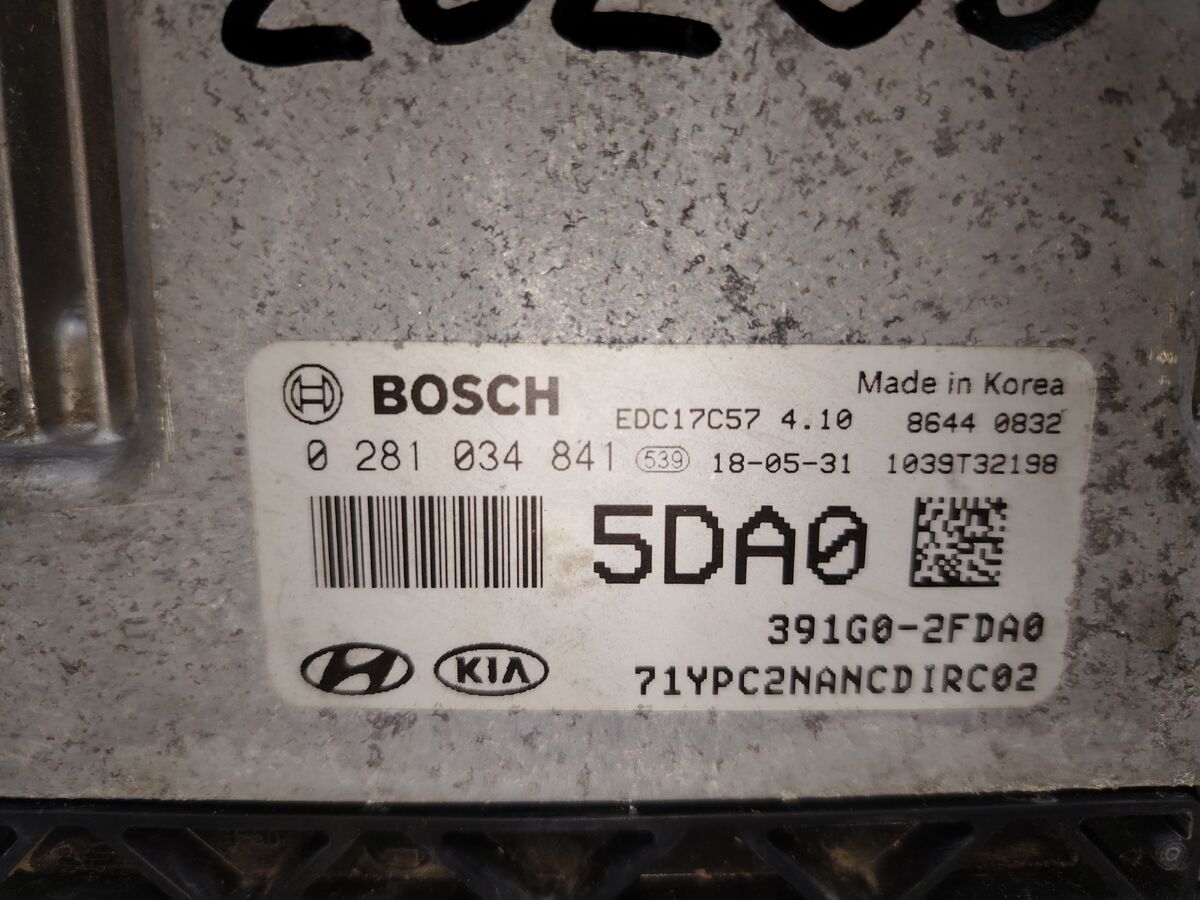 BOSCH
Made in Korea
EDC17C57 4.10 8644 0832
0 281 034 841 539 18-05-31 1039T32198
5DA0
391G0-2FDA0
KIA 71YPC2NANCDIRC02